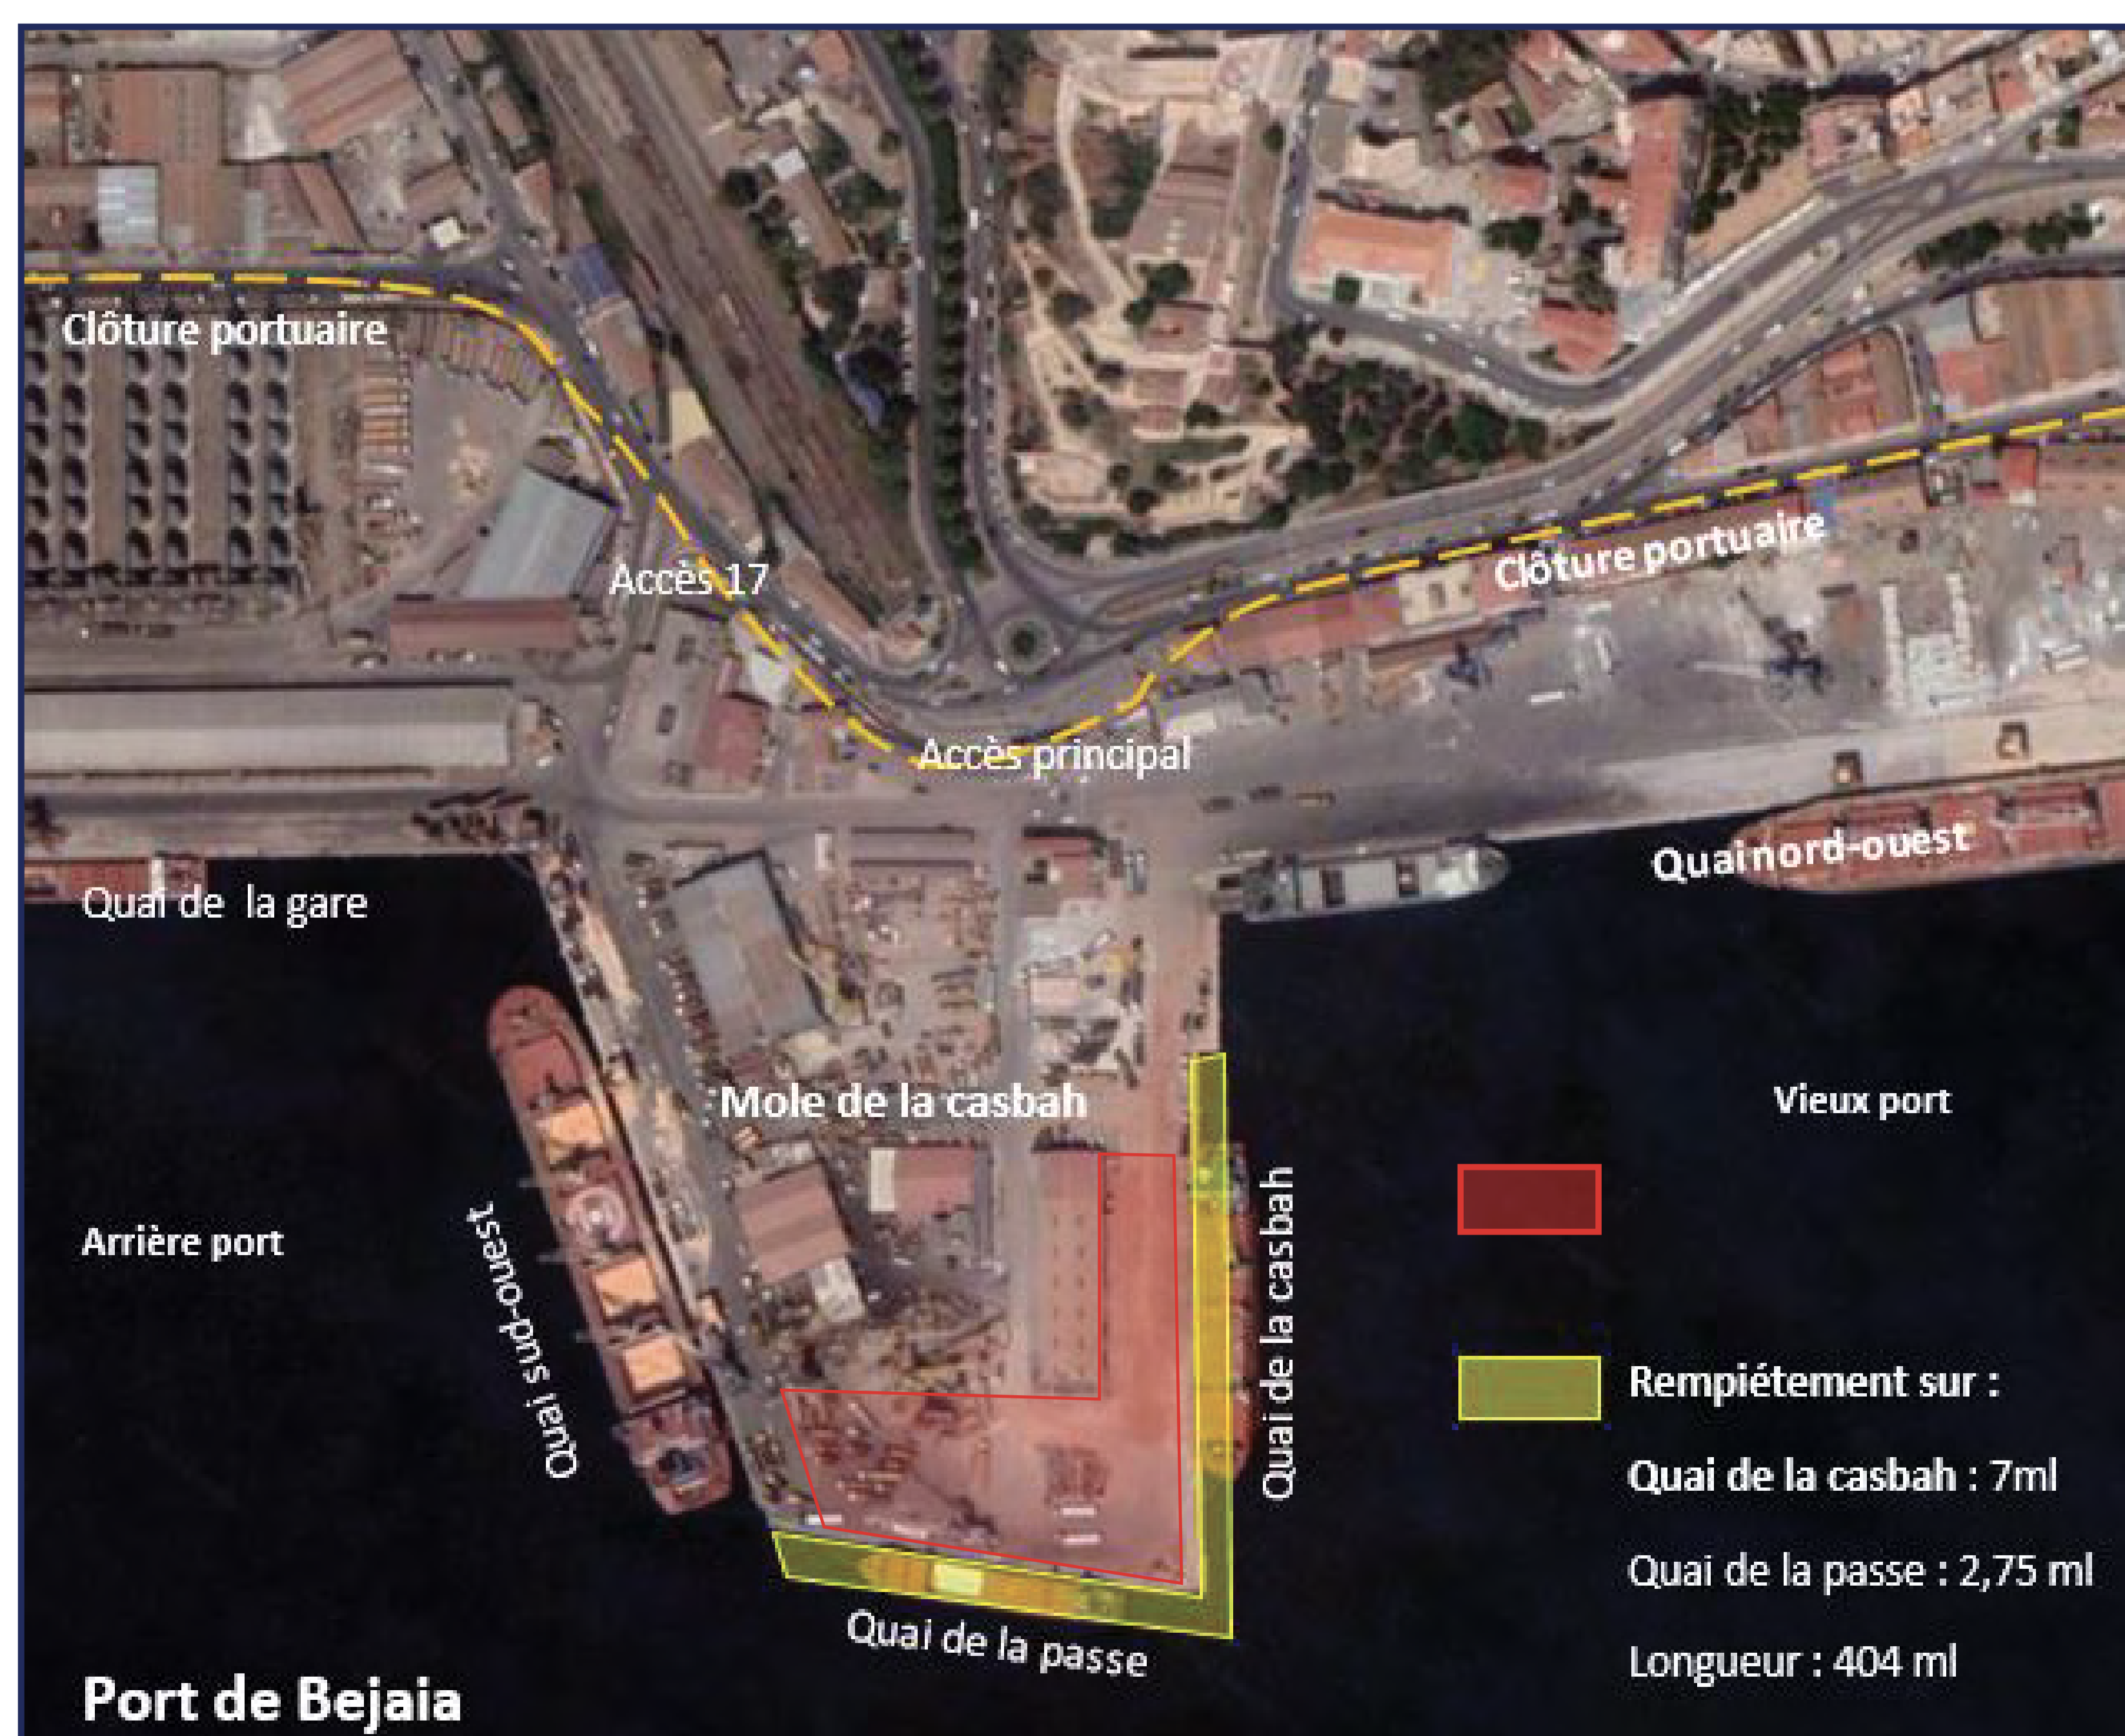 Clôture portuaire
Clôture portuaire
Accès 17
Accès principal
Quai nord-ouest
Quai de la gare
Mole de la casbah
Vieux port
Arrière port
Quai sud-ouest
Quai de la casbah
Rempiétement sur :
Quai de la casbah : 7ml
Quai de la passe : 2,75 ml
Longueur : 404 ml
Quai de la passe
Port de Bejaia